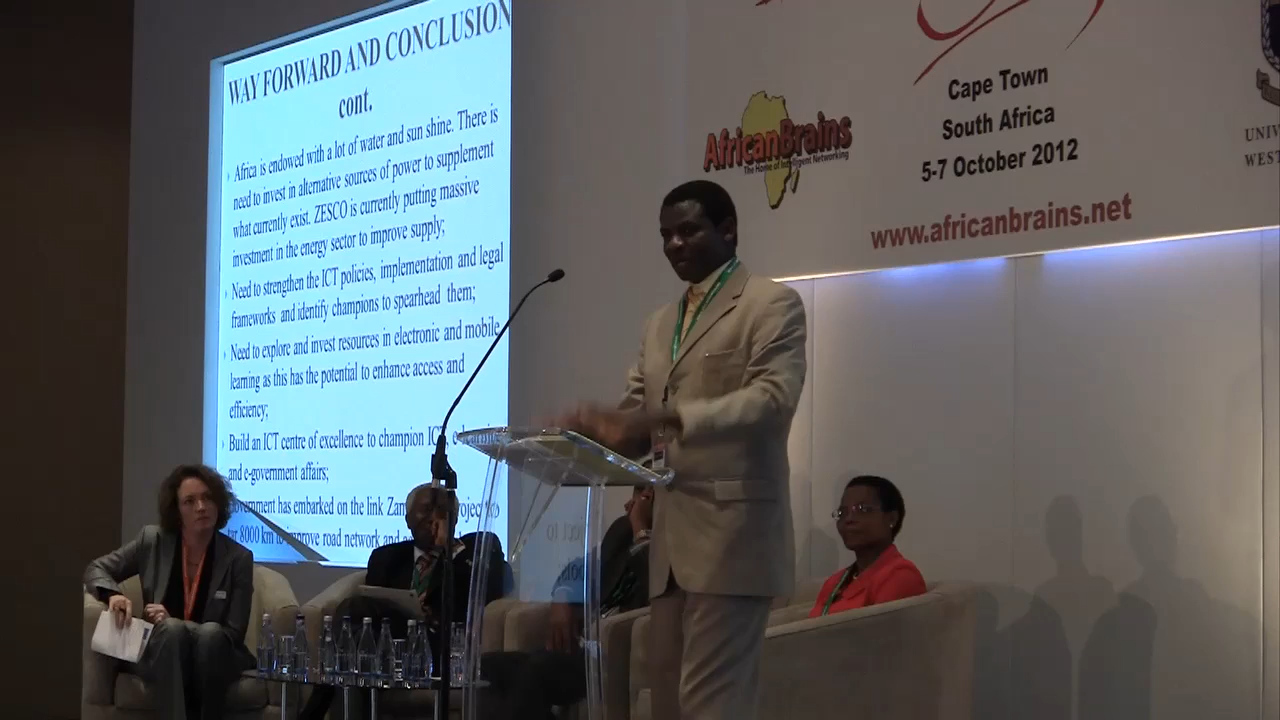 WAY FORWARD AND CONCLUSION
cont.
Africa is endowed with a lot of water and sun shine. There is
need to invest in alternative sources of power to supplement
what currently exist. ZESCO is currently putting massive
investment in the energy sector to improve supply;
Need to strengthen the ICT policies, implementation and legal
frameworks and identify champions to spearhead them;
Need to explore and invest resources in electronic and mobile
learning as this has the potential to enhance access and
efficiency;
Build an ICT centre of excellence to champion ICT, e-learning
and e-government affairs;
government has embarked on the link
tar 8000 km to improve road network and
AfricanBrains
The Home of Intelligent Networking
Cape Town
South Africa
5-7 October 2012
www.africanbrains.net
UNIV
WEST